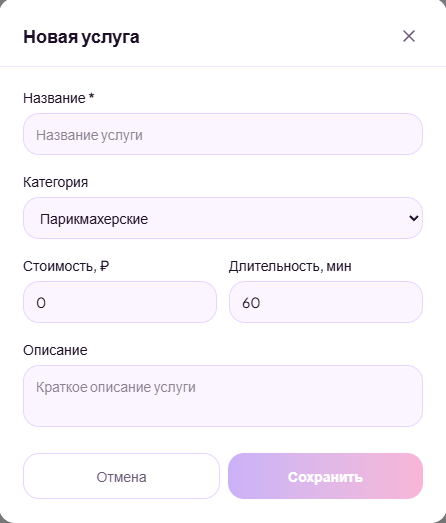 Новая услуга
Название *
Название услуги
Категория
Парикмахерские
Стоимость, ₽ Длительность, мин
0 60
Описание
Краткое описание услуги
Отмена Сохранить